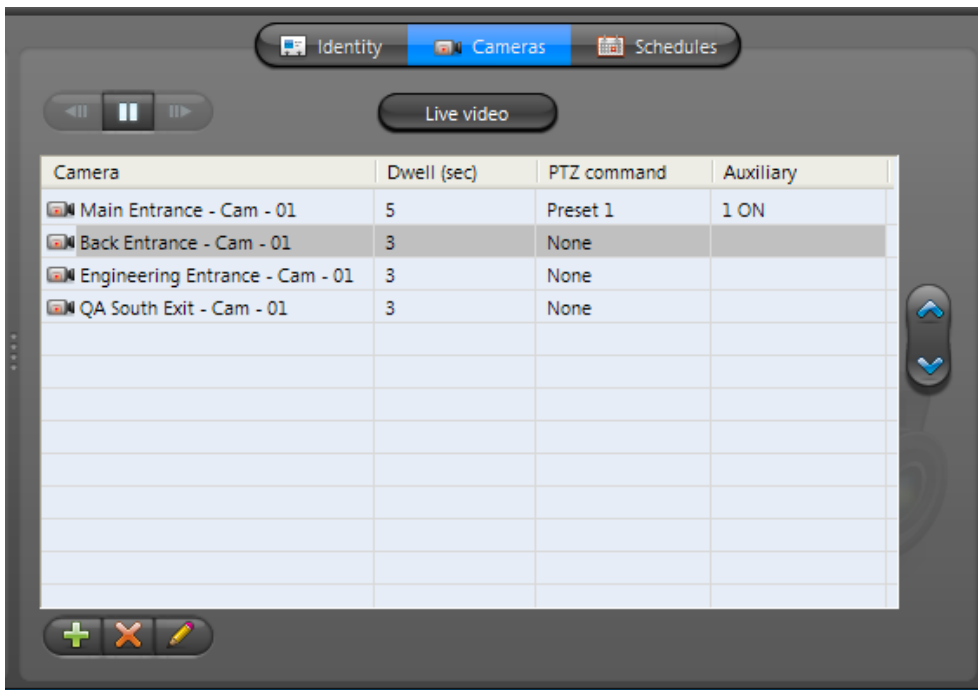 Identity Cameras Schedules
Live video
Camera Dwell (sec) PTZ command Auxiliary
Main Entrance - Cam - 01 5 Preset 1 1 ON
Back Entrance - Cam - 01 3 None
Engineering Entrance - Cam - 01 3 None
QA South Exit - Cam - 01 3 None